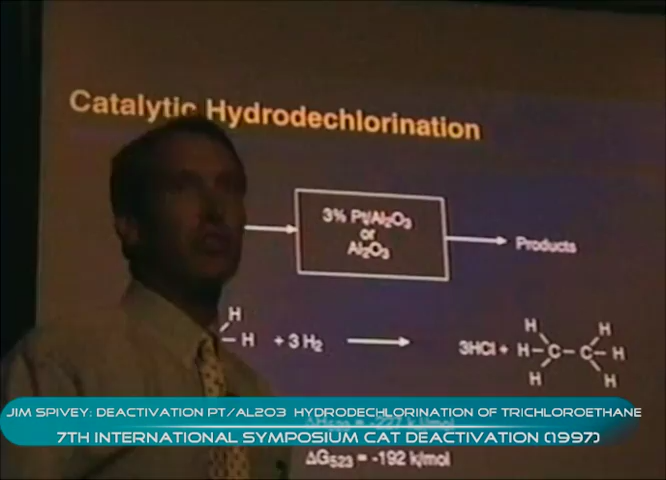 Catalytic Hydrodechlorination
3% Pt/Al₂O₃
or
Al₂O₃
Products
H
H
– H + 3 H₂
3HCl +
H H
H – C – C – H
H H
JIM SPIVEY: DEACTIVATION PT/AL2O3 HYDRODECHLORINATION OF TRICHLOROETHANE
7TH INTERNATIONAL SYMPOSIUM CAT DEACTIVATION (1997)
ΔG₅₂₃ = -192 kj/mol